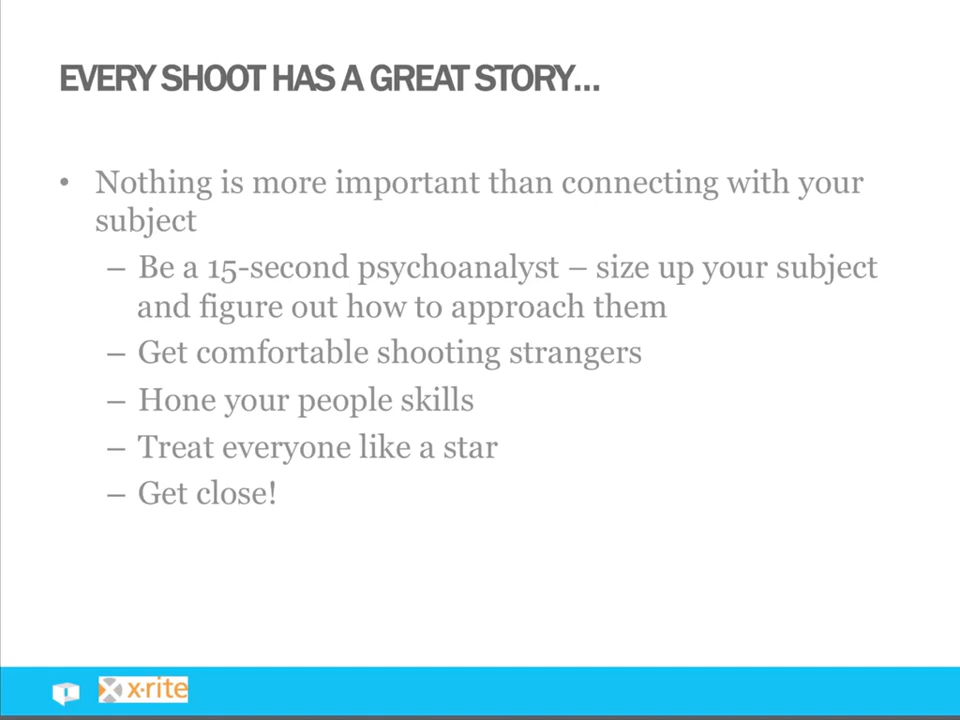 EVERY SHOOT HAS A GREAT STORY...
• Nothing is more important than connecting with your
subject
– Be a 15-second psychoanalyst – size up your subject
and figure out how to approach them
– Get comfortable shooting strangers
– Hone your people skills
– Treat everyone like a star
– Get close!
x·rite